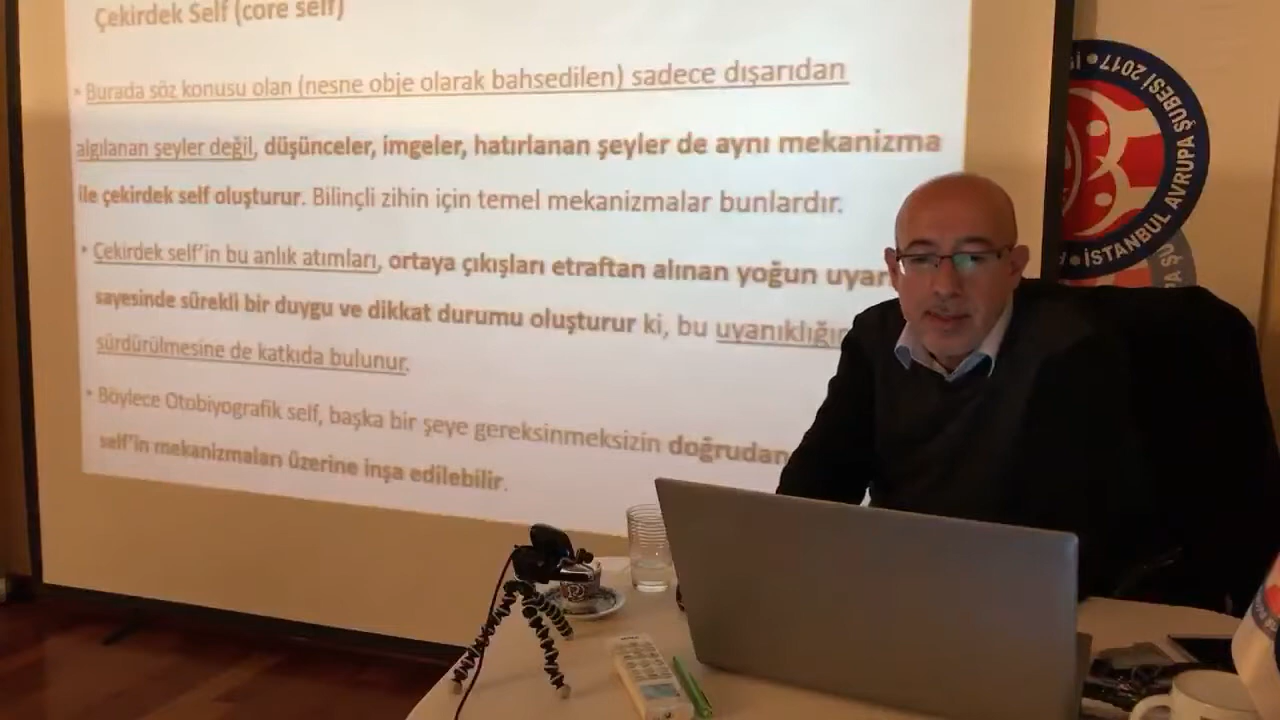 Çekirdek Self (core self)
• Burada söz konusu olan (nesne obje olarak bahsedilen) sadece dışarıdan
algılanan şeyler değil, düşünceler, imgeler, hatırlanan şeyler de aynı mekanizma
ile çekirdek self oluşturur. Bilinçli zihin için temel mekanizmalar bunlardır.
• Çekirdek self'in bu anlık atımları, ortaya çıkışları etraftan alınan yoğun
sayesinde sürekli bir duygu ve dikkat durumu oluşturur ki, bu
sürdürülmesine de katkıda bulunur.
• Böylece Otobiyografik self, başka bir şeye gereksinmeksizin doğrudan
self'in mekanizmaları üzerine inşa edilebilir.
• İSTANBUL AVRUPA ŞUBESİ 2017 •